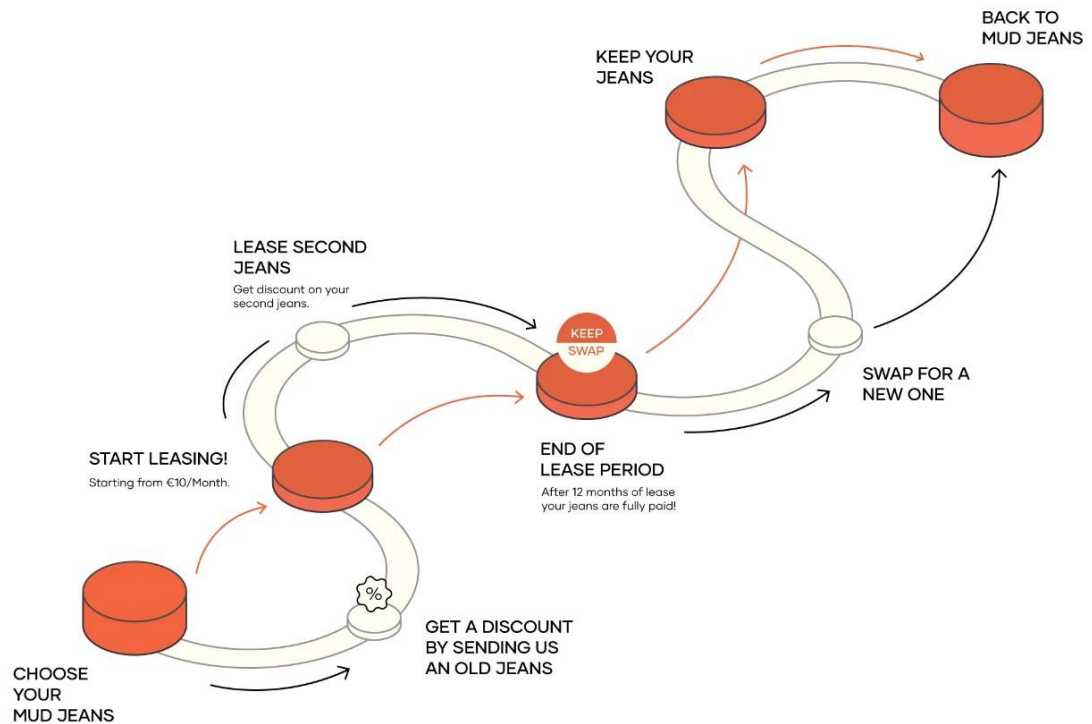 BACK TO
MUD JEANS
KEEP YOUR
JEANS
LEASE SECOND
JEANS
Get discount on your
second jeans.
KEEP
SWAP
SWAP FOR A
NEW ONE
END OF
LEASE PERIOD
After 12 months of lease
your jeans are fully paid!
START LEASING!
Starting from €10/Month.
%
GET A DISCOUNT
BY SENDING US
AN OLD JEANS
CHOOSE
YOUR
MUD JEANS